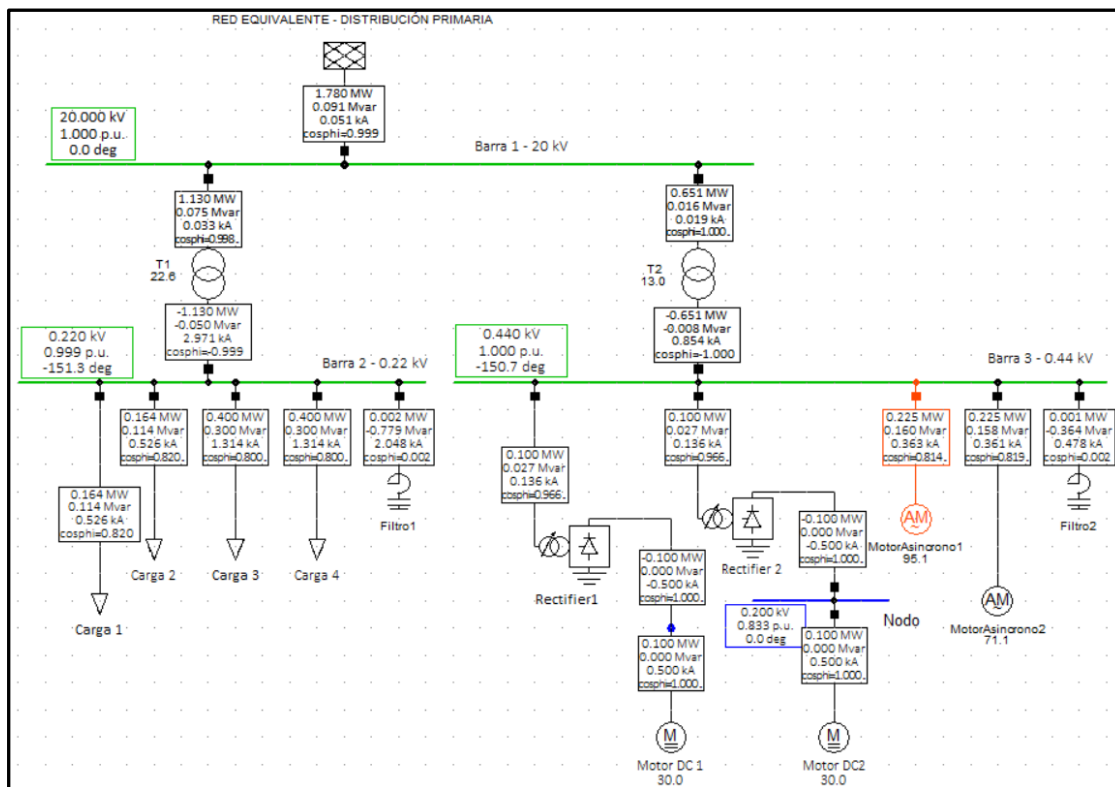 RED EQUIVALENTE - DISTRIBUCIÓN PRIMARIA
1.780 MW
0.091 Mvar
0.051 kA
cosphi=0.999
20.000 kV
1.000 p.u.
0.0 deg
Barra 1 - 20 kV
1.130 MW
0.075 Mvar
0.033 kA
cosphi=0.998.
0.651 MW
0.016 Mvar
0.019 kA
cosphi=1.000.
T1
22.6
T2
13.0
-1.130 MW
-0.050 Mvar
2.971 kA
cosphi=-0.999
-0.651 MW
-0.008 Mvar
0.854 kA
cosphi=-1.000
0.220 kV
0.999 p.u.
-151.3 deg
Barra 2 - 0.22 kV
0.440 kV
1.000 p.u.
-150.7 deg
Barra 3 - 0.44 kV
0.164 MW
0.114 Mvar
0.526 kA
cosphi=0.820.
0.400 MW
0.300 Mvar
1.314 kA
cosphi=0.800.
0.400 MW
0.300 Mvar
1.314 kA
cosphi=0.800.
0.002 MW
-0.779 Mvar
2.048 kA
cosphi=0.002
0.100 MW
0.027 Mvar
0.136 kA
cosphi=0.966
0.225 MW
0.160 Mvar
0.363 kA
cosphi=0.814.
0.225 MW
0.158 Mvar
0.361 kA
cosphi=0.819.
0.001 MW
-0.364 Mvar
0.478 kA
cosphi=0.002
0.164 MW
0.114 Mvar
0.526 kA
cosphi=0.820
0.100 MW
0.027 Mvar
0.136 kA
cosphi=0.966.
Filtro1
Filtro2
Carga 2
Carga 3
Carga 4
Carga 1
Rectifier1
Rectifier 2
-0.100 MW
0.000 Mvar
-0.500 kA
cosphi=1.000.
-0.100 MW
0.000 Mvar
-0.500 kA
cosphi=1.000.
AM
MotorAsincrono1
95.1
AM
MotorAsincrono2
71.1
0.200 kV
0.833 p.u.
0.0 deg
Nodo
0.100 MW
0.000 Mvar
0.500 kA
cosphi=1.000.
0.100 MW
0.000 Mvar
0.500 kA
cosphi=1.000.
M
Motor DC 1
30.0
M
Motor DC2
30.0